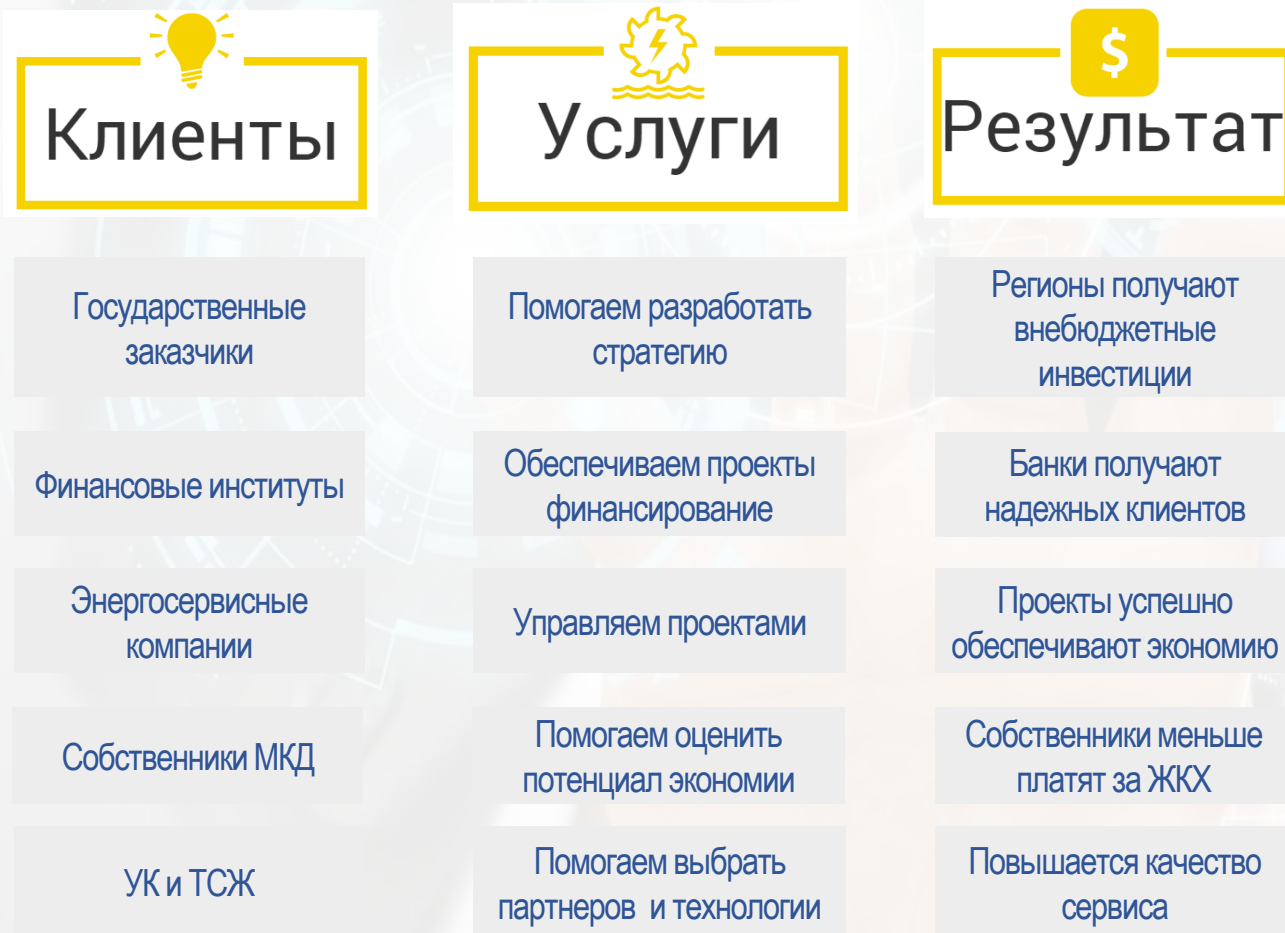 Клиенты
Услуги
$
Результат
Государственные
заказчики
Помогаем разработать
стратегию
Регионы получают
внебюджетные
инвестиции
Финансовые институты
Обеспечиваем проекты
финансирование
Банки получают
надежных клиентов
Энергосервисные
компании
Управляем проектами
Проекты успешно
обеспечивают экономию
Собственники МКД
Помогаем оценить
потенциал экономии
Собственники меньше
платят за ЖКХ
УК и ТСЖ
Помогаем выбрать
партнеров и технологии
Повышается качество
сервиса